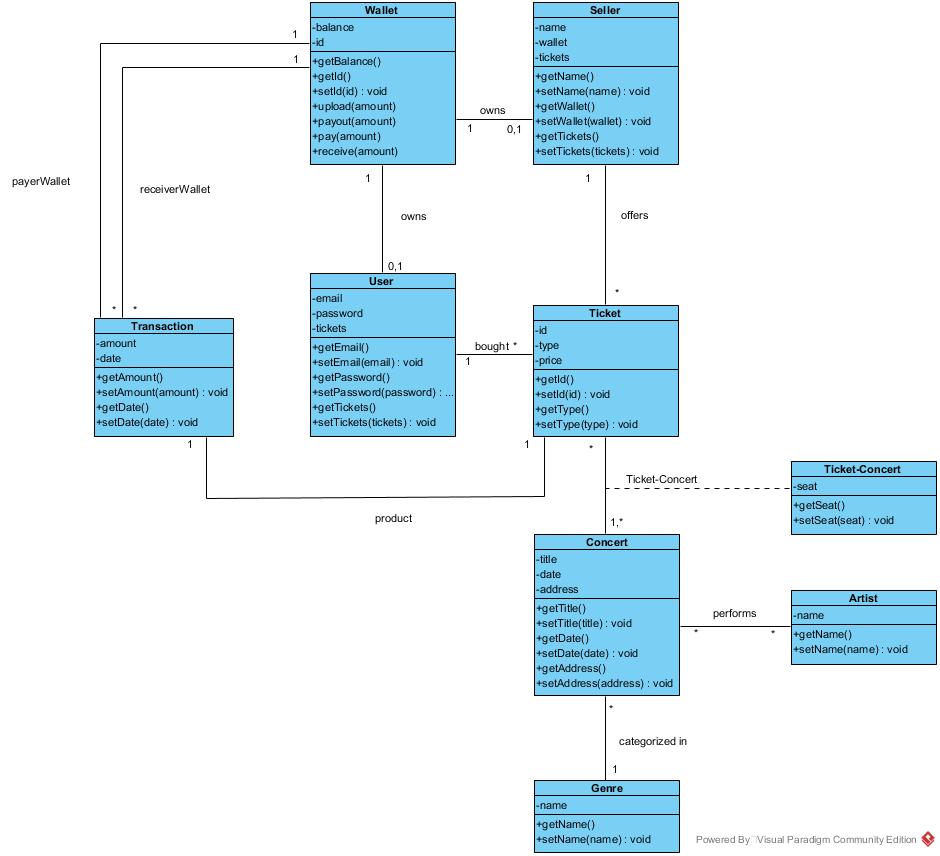 Wallet
-balance
-id
+getBalance()
+getId()
+setId(id) : void
+upload(amount)
+payout(amount)
+pay(amount)
+receive(amount)
Seller
-name
-wallet
-tickets
+getName()
+setName(name) : void
+getWallet()
+setWallet(wallet) : void
+getTickets()
+setTickets(tickets) : void
1
1
owns
1
0,1
payerWallet
receiverWallet
1
owns
0,1
1
offers
*
* *
Transaction
-amount
-date
+getAmount()
+setAmount(amount) : void
+getDate()
+setDate(date) : void
User
-email
-password
-tickets
+getEmail()
+setEmail(email) : void
+getPassword()
+setPassword(password) : ...
+getTickets()
+setTickets(tickets) : void
bought *
1
Ticket
-id
-type
-price
+getId()
+setId(id) : void
+getType()
+setType(type) : void
1
1
product
*
Ticket-Concert
1,*
Ticket-Concert
-seat
+getSeat()
+setSeat(seat) : void
Concert
-title
-date
-address
+getTitle()
+setTitle(title) : void
+getDate()
+setDate(date) : void
+getAddress()
+setAddress(address) : void
performs
* *
Artist
-name
+getName()
+setName(name) : void
*
categorized in
1
Genre
-name
+getName()
+setName(name) : void
Powered By Visual Paradigm Community Edition